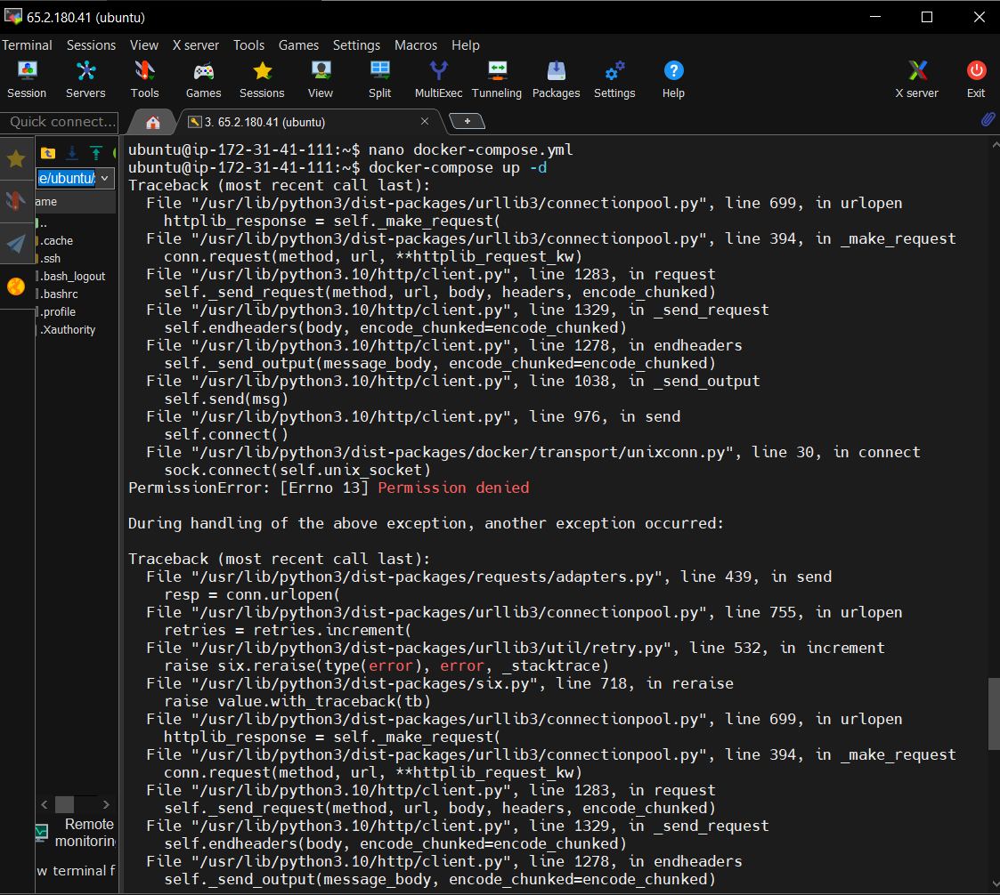 65.2.180.41 (ubuntu)
Terminal Sessions View X server Tools Games Settings Macros Help
Session Servers Tools Games Sessions View Split MultiExec Tunneling Packages Settings Help X server Exit
Quick connect...
3. 65.2.180.41 (ubuntu)
e/ubuntu/
ame
..
.cache
.ssh
.bash_logout
.bashrc
.profile
.Xauthority
Remote
monitorin
w terminal f
ubuntu@ip-172-31-41-111:~$ nano docker-compose.yml
ubuntu@ip-172-31-41-111:~$ docker-compose up -d
Traceback (most recent call last):
  File "/usr/lib/python3/dist-packages/urllib3/connectionpool.py", line 699, in urlopen
    httplib_response = self._make_request(
  File "/usr/lib/python3/dist-packages/urllib3/connectionpool.py", line 394, in _make_request
    conn.request(method, url, **httplib_request_kw)
  File "/usr/lib/python3.10/http/client.py", line 1283, in request
    self._send_request(method, url, body, headers, encode_chunked)
  File "/usr/lib/python3.10/http/client.py", line 1329, in _send_request
    self.endheaders(body, encode_chunked=encode_chunked)
  File "/usr/lib/python3.10/http/client.py", line 1278, in endheaders
    self._send_output(message_body, encode_chunked=encode_chunked)
  File "/usr/lib/python3.10/http/client.py", line 1038, in _send_output
    self.send(msg)
  File "/usr/lib/python3.10/http/client.py", line 976, in send
    self.connect()
  File "/usr/lib/python3/dist-packages/docker/transport/unixconn.py", line 30, in connect
    sock.connect(self.unix_socket)
PermissionError: [Errno 13] Permission denied
During handling of the above exception, another exception occurred:
Traceback (most recent call last):
  File "/usr/lib/python3/dist-packages/requests/adapters.py", line 439, in send
    resp = conn.urlopen(
  File "/usr/lib/python3/dist-packages/urllib3/connectionpool.py", line 755, in urlopen
    retries = retries.increment(
  File "/usr/lib/python3/dist-packages/urllib3/util/retry.py", line 532, in increment
    raise six.reraise(type(error), error, _stacktrace)
  File "/usr/lib/python3/dist-packages/six.py", line 718, in reraise
    raise value.with_traceback(tb)
  File "/usr/lib/python3/dist-packages/urllib3/connectionpool.py", line 699, in urlopen
    httplib_response = self._make_request(
  File "/usr/lib/python3/dist-packages/urllib3/connectionpool.py", line 394, in _make_request
    conn.request(method, url, **httplib_request_kw)
  File "/usr/lib/python3.10/http/client.py", line 1283, in request
    self._send_request(method, url, body, headers, encode_chunked)
  File "/usr/lib/python3.10/http/client.py", line 1329, in _send_request
    self.endheaders(body, encode_chunked=encode_chunked)
  File "/usr/lib/python3.10/http/client.py", line 1278, in endheaders
    self._send_output(message_body, encode_chunked=encode_chunked)